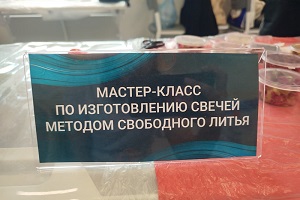 МАСТЕР-КЛАСС
ПО ИЗГОТОВЛЕНИЮ СВЕЧЕЙ
МЕТОДОМ СВОБОДНОГО ЛИТЬЯ